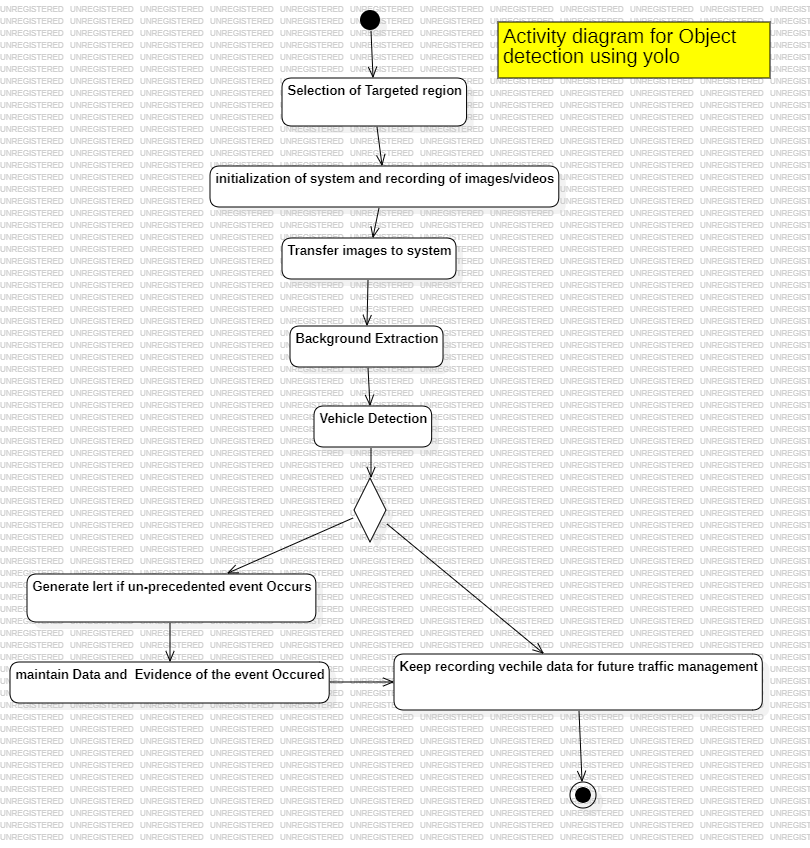 Activity diagram for Object
detection using yolo
Selection of Targeted region
initialization of system and recording of images/videos
Transfer images to system
Background Extraction
Vehicle Detection
Generate lert if un-precedented event Occurs
maintain Data and  Evidence of the event Occured
Keep recording vechile data for future traffic management
UNREGISTERED